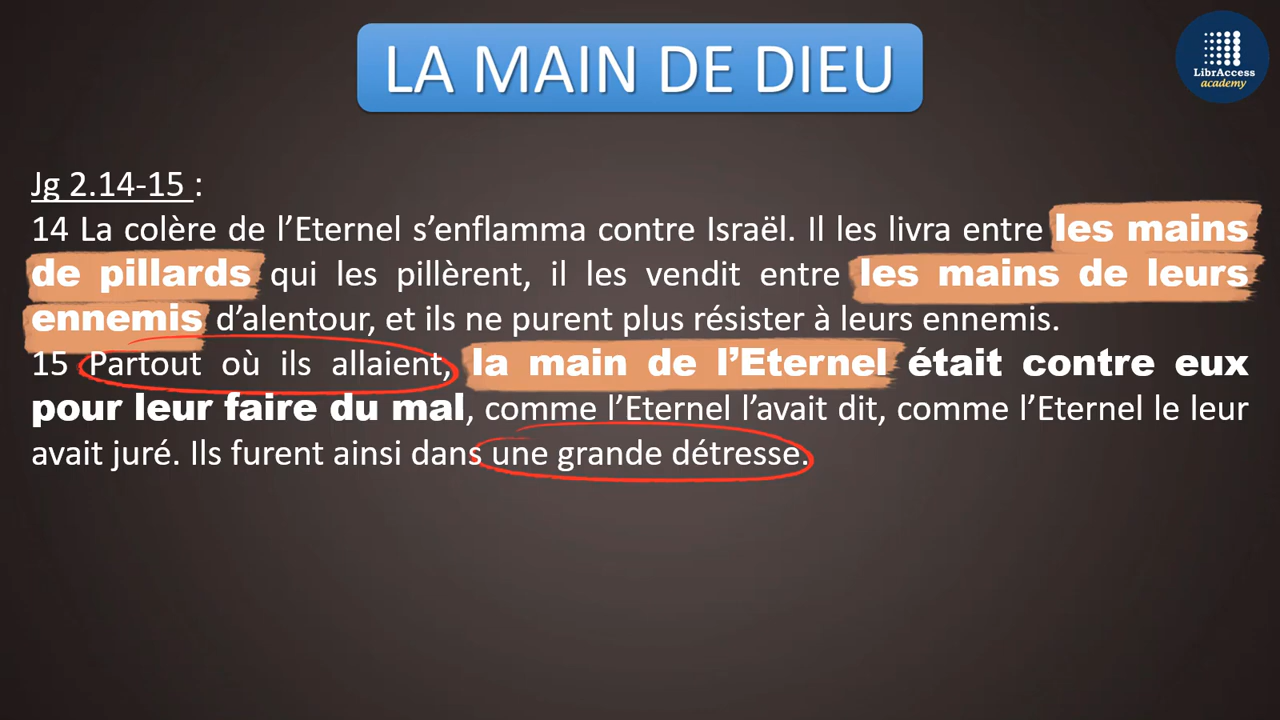 LA MAIN DE DIEU
LibrAccess
academy
Jg 2.14-15 :
14 La colère de l’Eternel s’enflamma contre Israël. Il les livra entre les mains
de pillards qui les pillèrent, il les vendit entre les mains de leurs
ennemis d’alentour, et ils ne purent plus résister à leurs ennemis.
15 Partout où ils allaient, la main de l’Eternel était contre eux
pour leur faire du mal, comme l’Eternel l’avait dit, comme l’Eternel le leur
avait juré. Ils furent ainsi dans une grande détresse.